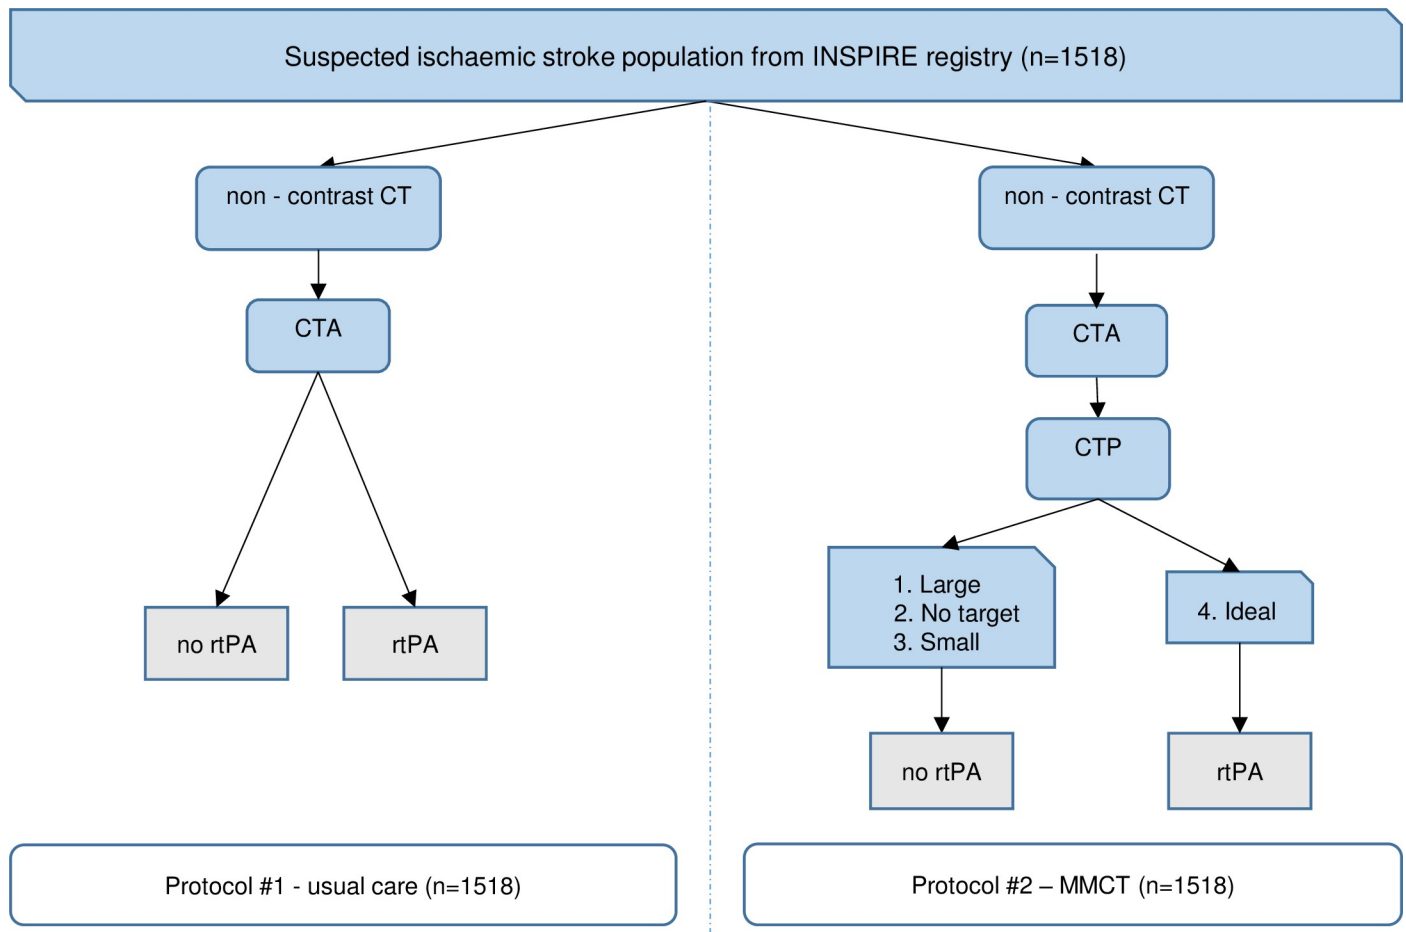 Suspected ischaemic stroke population from INSPIRE registry (n=1518)
non - contrast CT
CTA
no rtPA
rtPA
Protocol #1 - usual care (n=1518)
non - contrast CT
CTA
CTP
1. Large
2. No target
3. Small
4. Ideal
no rtPA
rtPA
Protocol #2 – MMCT (n=1518)